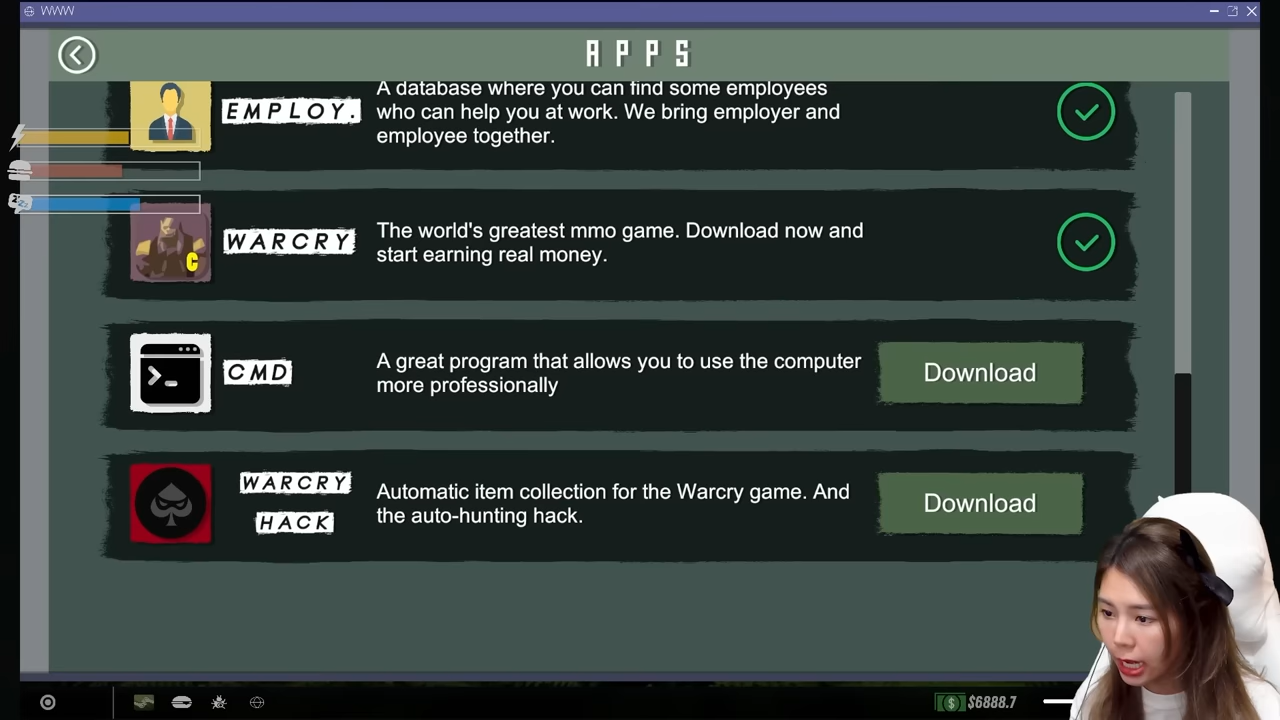 WWW
APPS
A database where you can find some employees
EMPLOY.
who can help you at work. We bring employer and
employee together.
WARCRY
The world's greatest mmo game. Download now and
start earning real money.
C
CMD
A great program that allows you to use the computer
more professionally
Download
WARCRY
HACK
Automatic item collection for the Warcry game. And
the auto-hunting hack.
Download
$6888.7